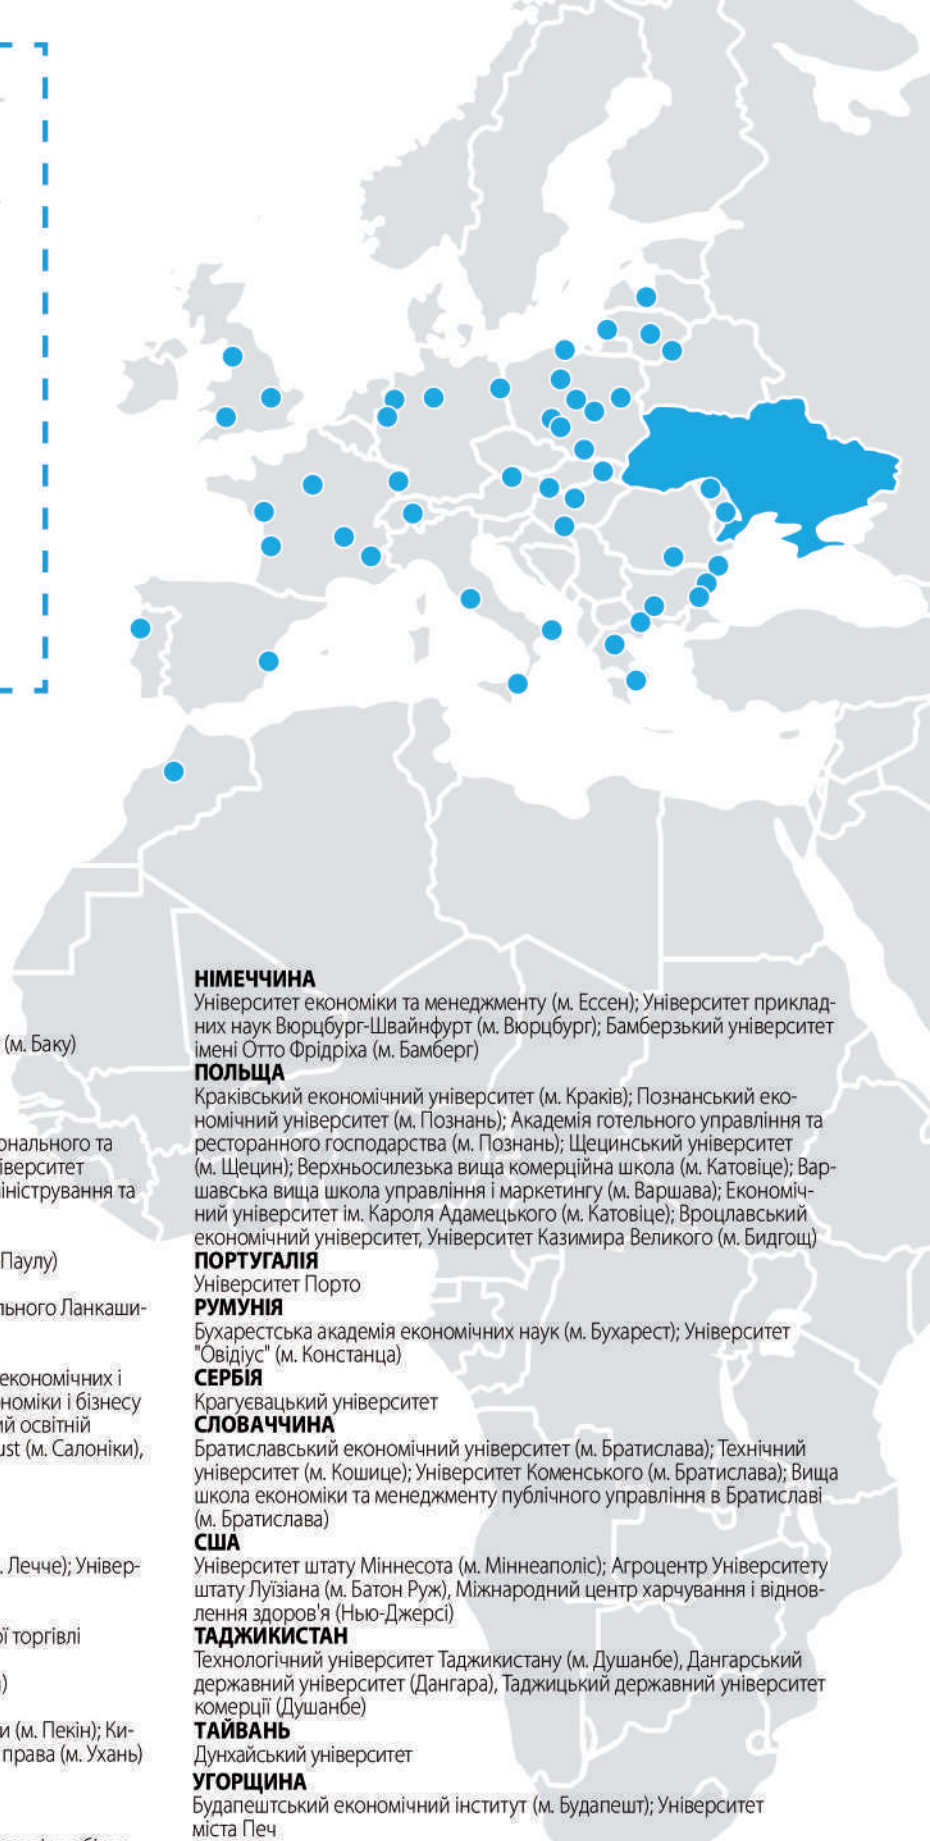 (м. Баку)
онального та
іверситет
ністрування та
Паулу)
льного Ланкаши-
економічних і
ономіки і бізнесу
ий освітній
ust (м. Салоніки),
. Лечче); Універ-
ої торгівлі
)
и (м. Пекін); Ки-
права (м. Ухань)
НІМЕЧЧИНА
Університет економіки та менеджменту (м. Ессен); Університет приклад-
них наук Вюрцбург-Швайнфурт (м. Вюрцбург); Бамберзький університет
імені Отто Фрідріха (м. Бамберг)
ПОЛЬЩА
Краківський економічний університет (м. Краків); Познанський еко-
номічний університет (м. Познань); Академія готельного управління та
ресторанного господарства (м. Познань); Щецинський університет
(м. Щецин); Верхньосилезька вища комерційна школа (м. Катовіце); Вар-
шавська вища школа управління і маркетингу (м. Варшава); Економіч-
ний університет ім. Кароля Адамецького (м. Катовіце); Вроцлавський
економічний університет, Університет Казимира Великого (м. Бидгощ)
ПОРТУГАЛІЯ
Університет Порто
РУМУНІЯ
Бухарестська академія економічних наук (м. Бухарест); Університет
"Овідіус" (м. Констанца)
СЕРБІЯ
Крагуєвацький університет
СЛОВАЧЧИНА
Братиславський економічний університет (м. Братислава); Технічний
університет (м. Кошице); Університет Коменського (м. Братислава); Вища
школа економіки та менеджменту публічного управління в Братиславі
(м. Братислава)
США
Університет штату Міннесота (м. Міннеаполіс); Агроцентр Університету
штату Луїзіана (м. Батон Руж), Міжнародний центр харчування і віднов-
лення здоров'я (Нью-Джерсі)
ТАДЖИКИСТАН
Технологічний університет Таджикистану (м. Душанбе), Дангарський
державний університет (Дангара), Таджицький державний університет
комерції (Душанбе)
ТАЙВАНЬ
Дунхайський університет
УГОРЩИНА
Будапештський економічний інститут (м. Будапешт); Університет
міста Печ